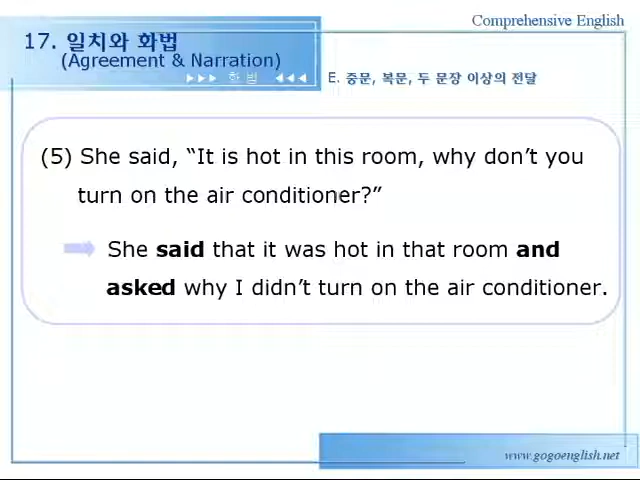 Comprehensive English
17. 일치와 화법
(Agreement & Narration)
▶▶▶ 화 법 ◀◀◀
E. 중문, 복문, 두 문장 이상의 전달
(5) She said, “It is hot in this room, why don’t you
turn on the air conditioner?”
She said that it was hot in that room and
asked why I didn’t turn on the air conditioner.
www.gogoenglish.net